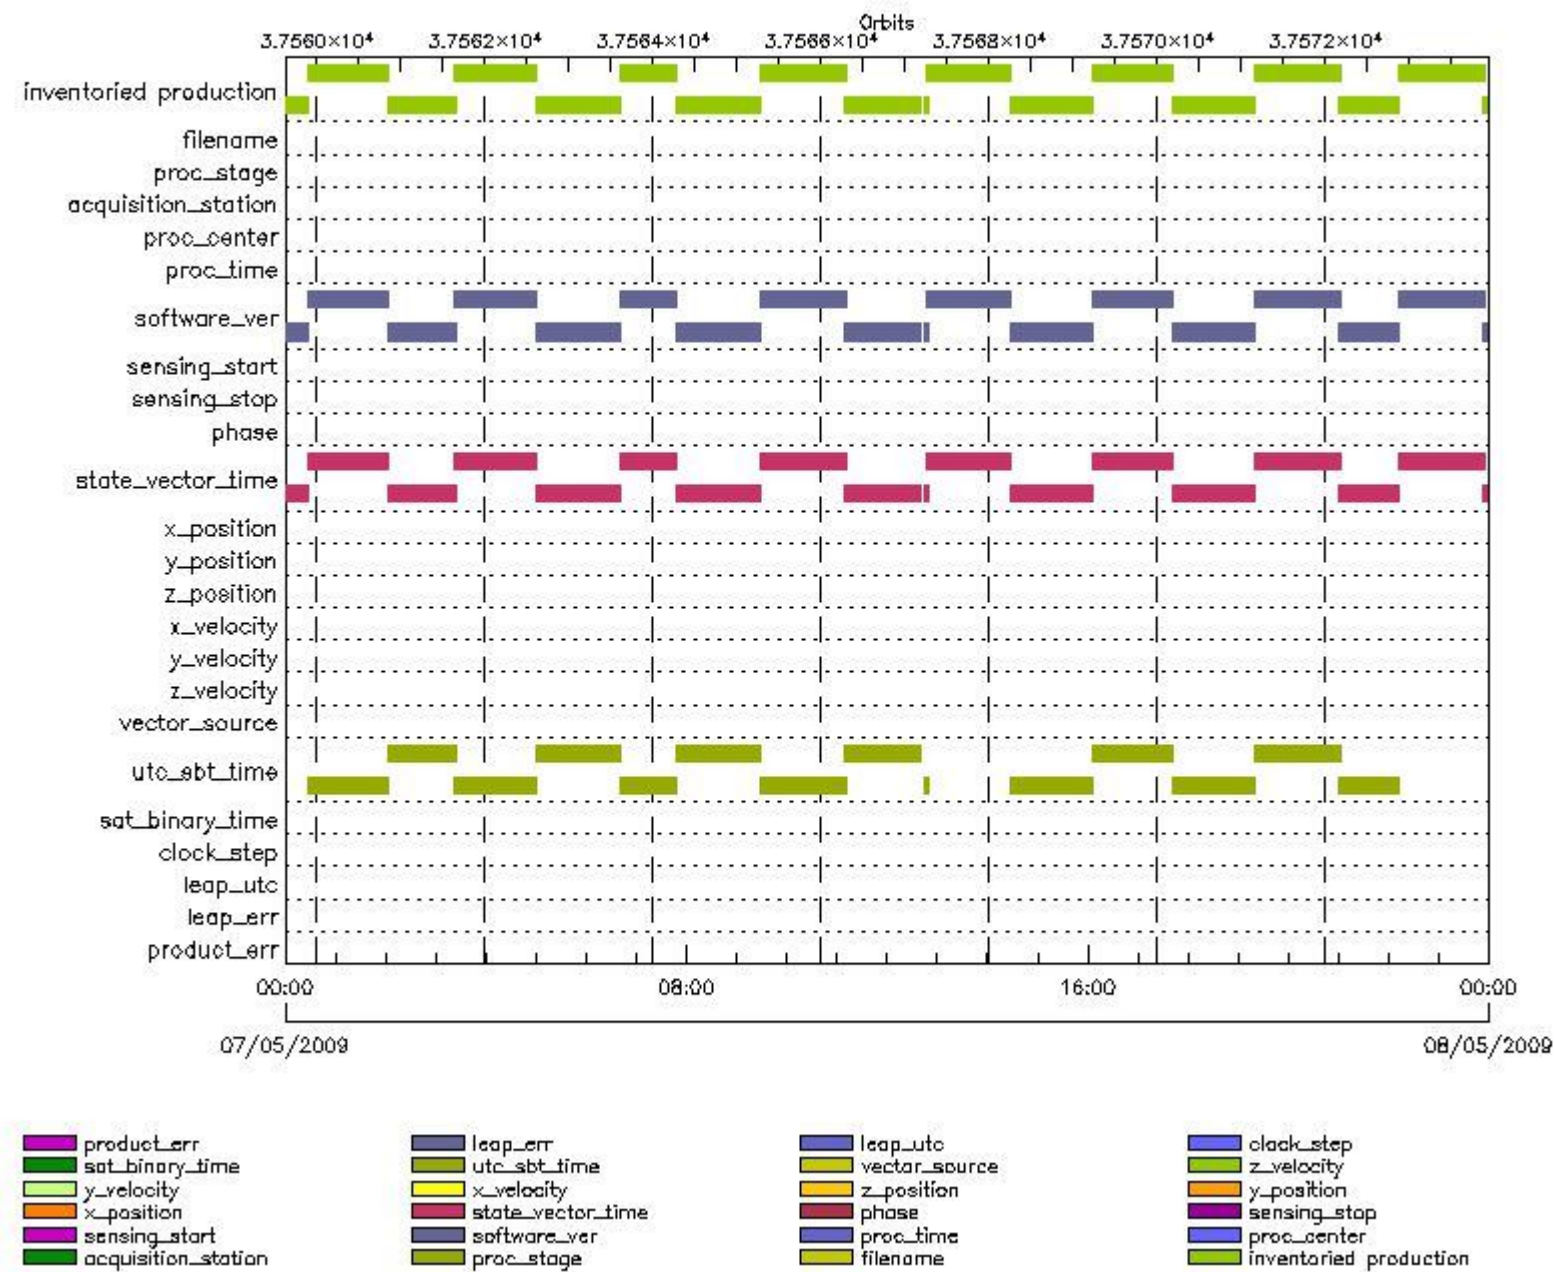 Orbits
3.7560×10⁴ 3.7562×10⁴ 3.7564×10⁴ 3.7566×10⁴ 3.7568×10⁴ 3.7570×10⁴ 3.7572×10⁴
inventoried production
filename
proc_stage
acquisition_station
proc_center
proc_time
software_ver
sensing_start
sensing_stop
phase
state_vector_time
x_position
y_position
z_position
x_velocity
y_velocity
z_velocity
vector_source
utc_sbt_time
sat_binary_time
clock_step
leap_utc
leap_err
product_err
00:00 08:00 16:00 00:00
07/05/2009 08/05/2009
product_err leap_err leap_utc clock_step
sat_binary_time utc_sbt_time vector_source z_velocity
y_velocity x_velocity z_position y_position
x_position state_vector_time phase sensing_stop
sensing_start software_ver proc_time proc_center
acquisition_station proc_stage filename inventoried production